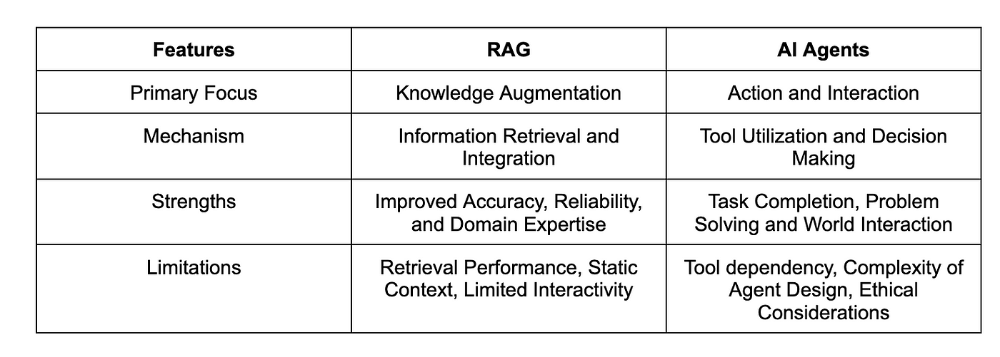 Features
RAG
AI Agents
Primary Focus
Knowledge Augmentation
Action and Interaction
Mechanism
Information Retrieval and
Integration
Tool Utilization and Decision
Making
Strengths
Improved Accuracy, Reliability,
and Domain Expertise
Task Completion, Problem
Solving and World Interaction
Limitations
Retrieval Performance, Static
Context, Limited Interactivity
Tool dependency, Complexity of
Agent Design, Ethical
Considerations